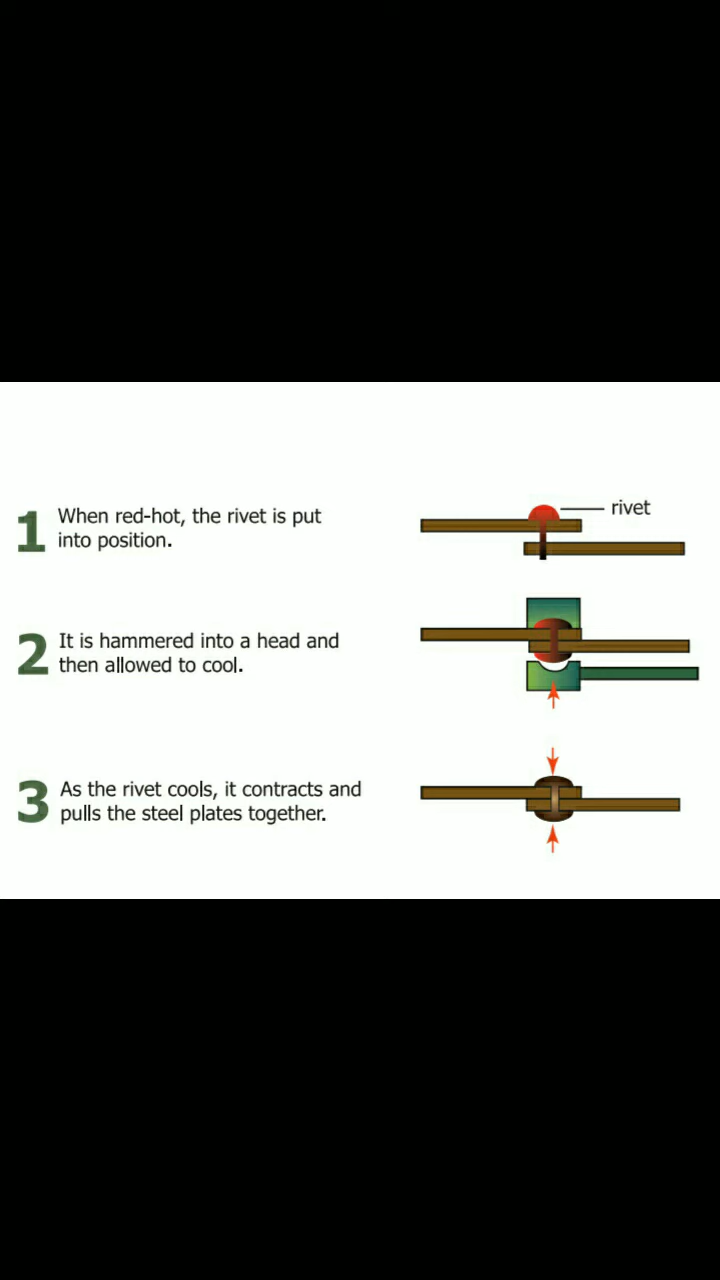 1
When red-hot, the rivet is put
into position.
rivet
2
It is hammered into a head and
then allowed to cool.
3
As the rivet cools, it contracts and
pulls the steel plates together.